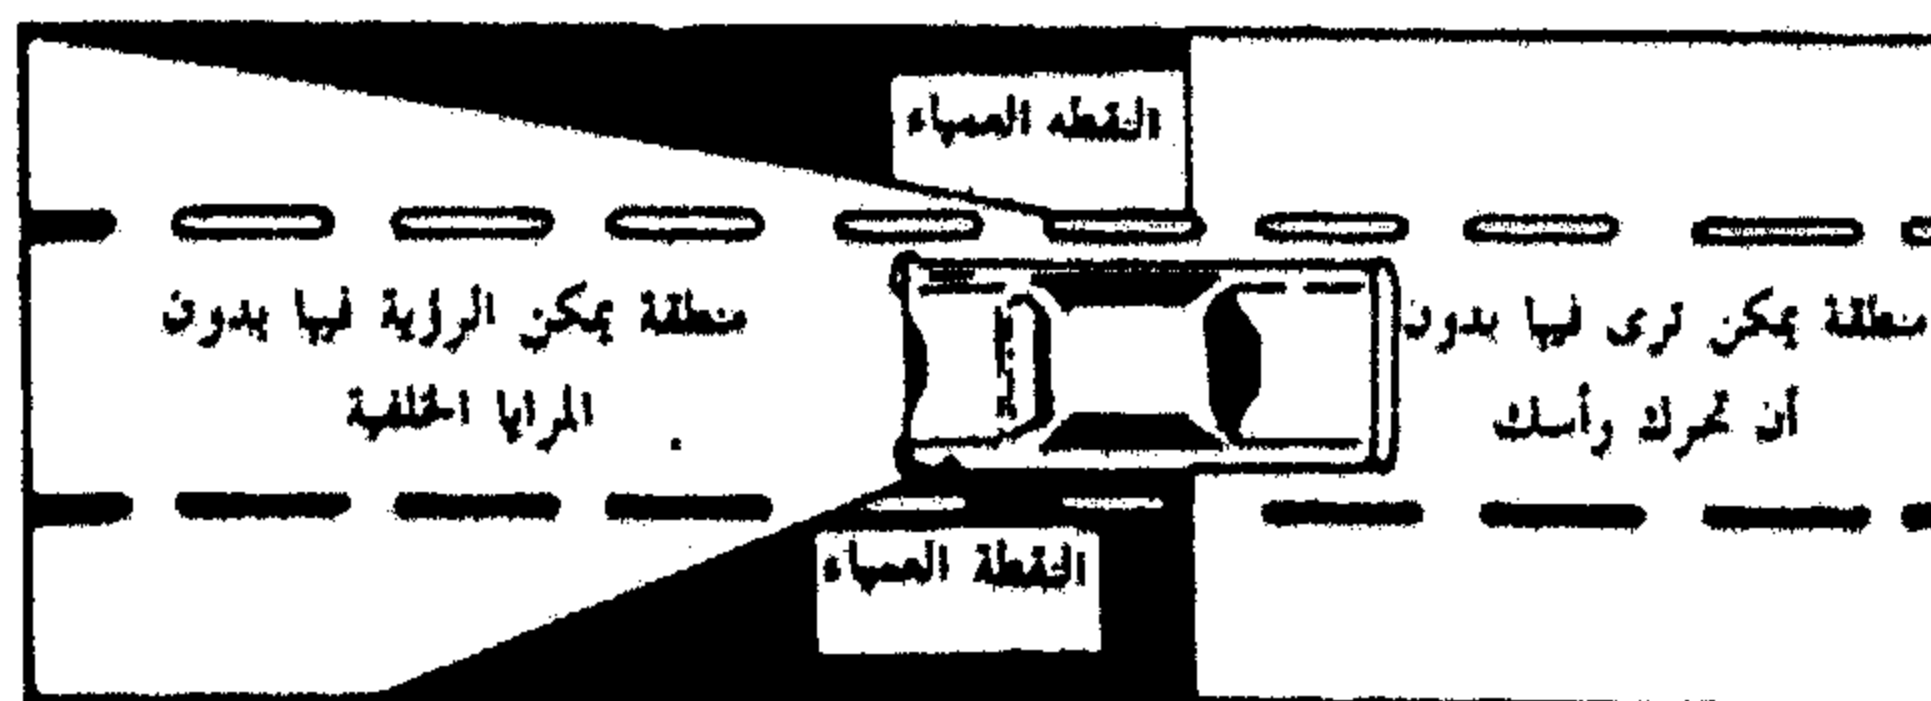 النقطه العمياء
منطقة يمكن ترى فيها بدون
أن تحرك رأسك
منطقة يمكن الرؤية فيها بدون
المرايا الخلفية
النقطة العمياء